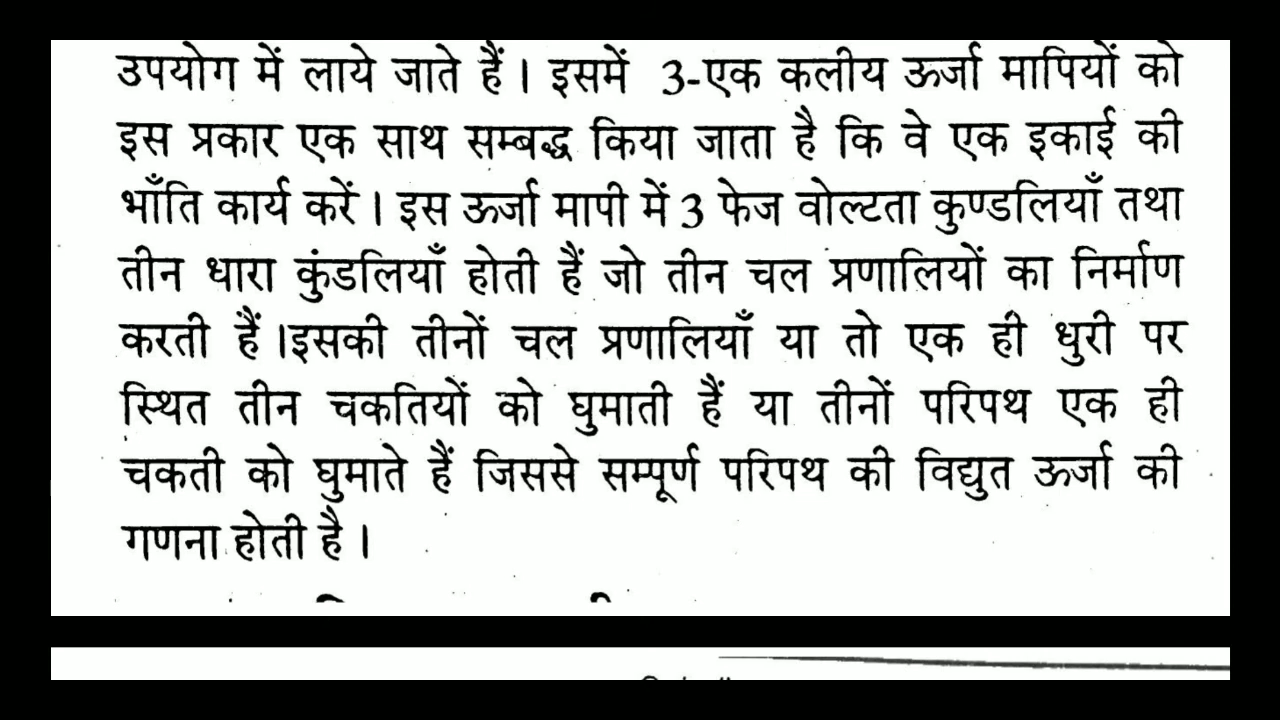 उपयोग में लाये जाते हैं। इसमें 3-एक कलीय ऊर्जा मापियों को
इस प्रकार एक साथ सम्बद्ध किया जाता है कि वे एक इकाई की
भाँति कार्य करें। इस ऊर्जा मापी में 3 फेज वोल्टता कुण्डलियाँ तथा
तीन धारा कुंडलियाँ होती हैं जो तीन चल प्रणालियों का निर्माण
करती हैं।इसकी तीनों चल प्रणालियाँ या तो एक ही धुरी पर
स्थित तीन चकतियों को घुमाती हैं या तीनों परिपथ एक ही
चकती को घुमाते हैं जिससे सम्पूर्ण परिपथ की विद्युत ऊर्जा की
गणना होती है।